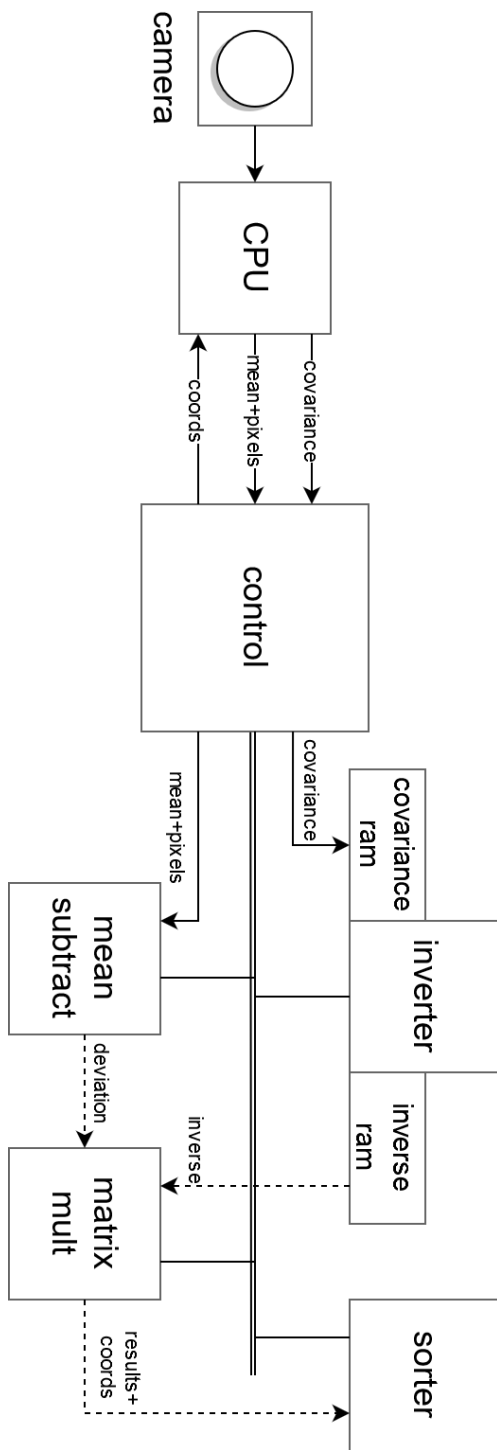 camera
CPU
covariance
mean+pixels
coords
control
covariance
mean+pixels
covariance
ram
inverter
inverse
ram
mean
subtract
deviation
inverse
matrix
mult
results+
coords
sorter